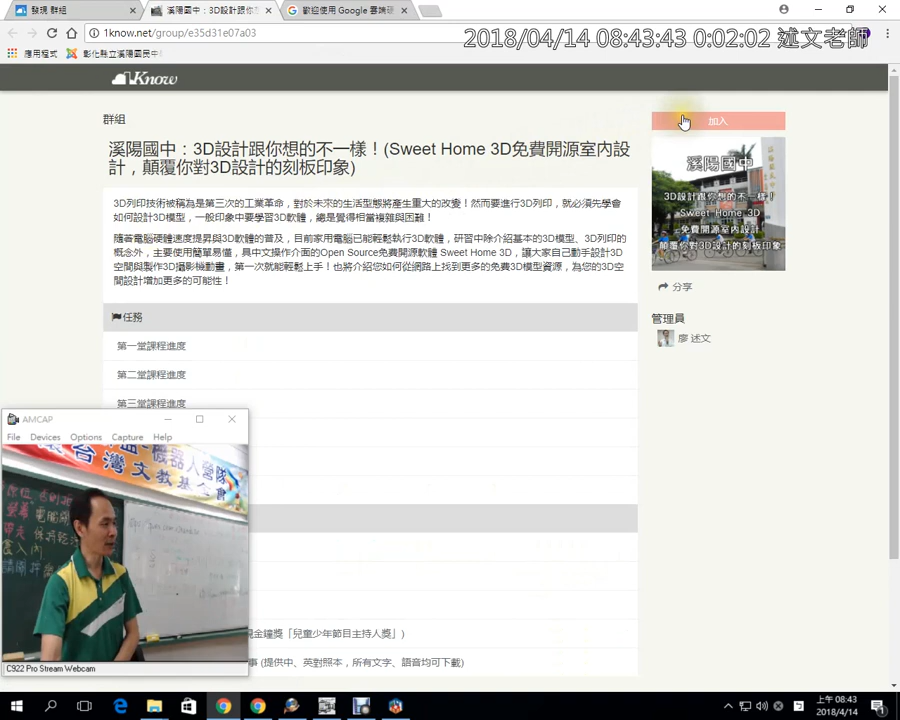 發現 群組
溪陽國中：3D設計跟你想
歡迎使用 Google 雲端硬
1know.net/group/e35d31e07a03
2018/04/14 08:43:43 0:02:02 述文老師
應用程式
彰化縣立溪陽國民中
1Know
群組
加入
溪陽國中：3D設計跟你想的不一樣！(Sweet Home 3D免費開源室內設
計，顛覆你對3D設計的刻板印象)
溪陽國中
3D設計跟你想的不一樣！
Sweet Home 3D
免費開源室內設計
顛覆你對3D設計的刻板印象
3D列印技術被稱為是第三次的工業革命，對於未來的生活型態將產生重大的改變！然而要進行3D列印，就必須先學會
如何設計3D模型，一般印象中要學習3D軟體，總是覺得相當複雜與困難！
隨著電腦硬體速度提昇與3D軟體的普及，目前家用電腦已能輕鬆執行3D軟體，研習中除介紹基本的3D模型、3D列印的
概念外，主要使用簡單易懂，具中文操作介面的Open Source免費開源軟體 Sweet Home 3D，讓大家自己動手設計3D
空間與製作3D攝影機動畫，第一次就能輕鬆上手！也將介紹您如何從網路上找到更多的免費3D模型資源，為您的3D空
間設計增加更多的可能性！
分享
管理員
廖 述文
任務
第一堂課程進度
第二堂課程進度
第三堂課程進度
AMCAP
File Devices Options Capture Help
機器人營隊
台灣文教基金會
電腦關
保持乾
C922 Pro Stream Webcam
金鐘獎「兒童少年節目主持人獎」)
事 (提供中、英對照本，所有文字、語音均可下載)
上午 08:43
2018/4/14